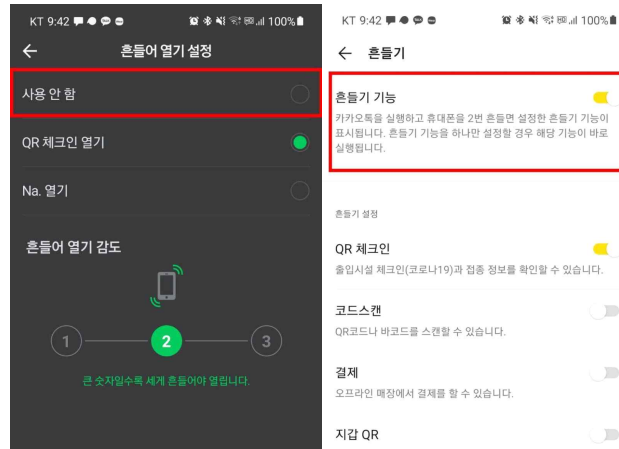 KT 9:42
100%
흔들어 열기 설정
사용 안 함
QR 체크인 열기
Na. 열기
흔들어 열기 감도
1
2
3
큰 숫자일수록 세게 흔들어야 열립니다.
KT 9:42
100%
흔들기
흔들기 기능
카카오톡을 실행하고 휴대폰을 2번 흔들면 설정한 흔들기 기능이
표시됩니다. 흔들기 기능을 하나만 설정할 경우 해당 기능이 바로
실행됩니다.
흔들기 설정
QR 체크인
출입시설 체크인(코로나19)과 접종 정보를 확인할 수 있습니다.
코드스캔
QR코드나 바코드를 스캔할 수 있습니다.
결제
오프라인 매장에서 결제를 할 수 있습니다.
지갑 QR